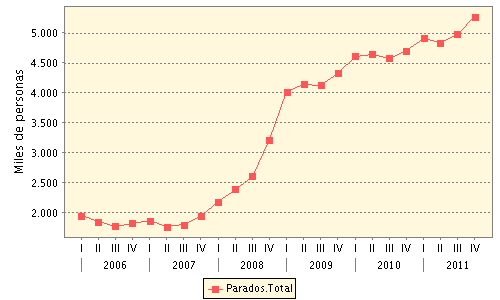 Miles de personas
5.000
4.500
4.000
3.500
3.000
2.500
2.000
I II III IV I II III IV I II III IV I II III IV I II III IV I II III IV
2006 2007 2008 2009 2010 2011
Parados.Total